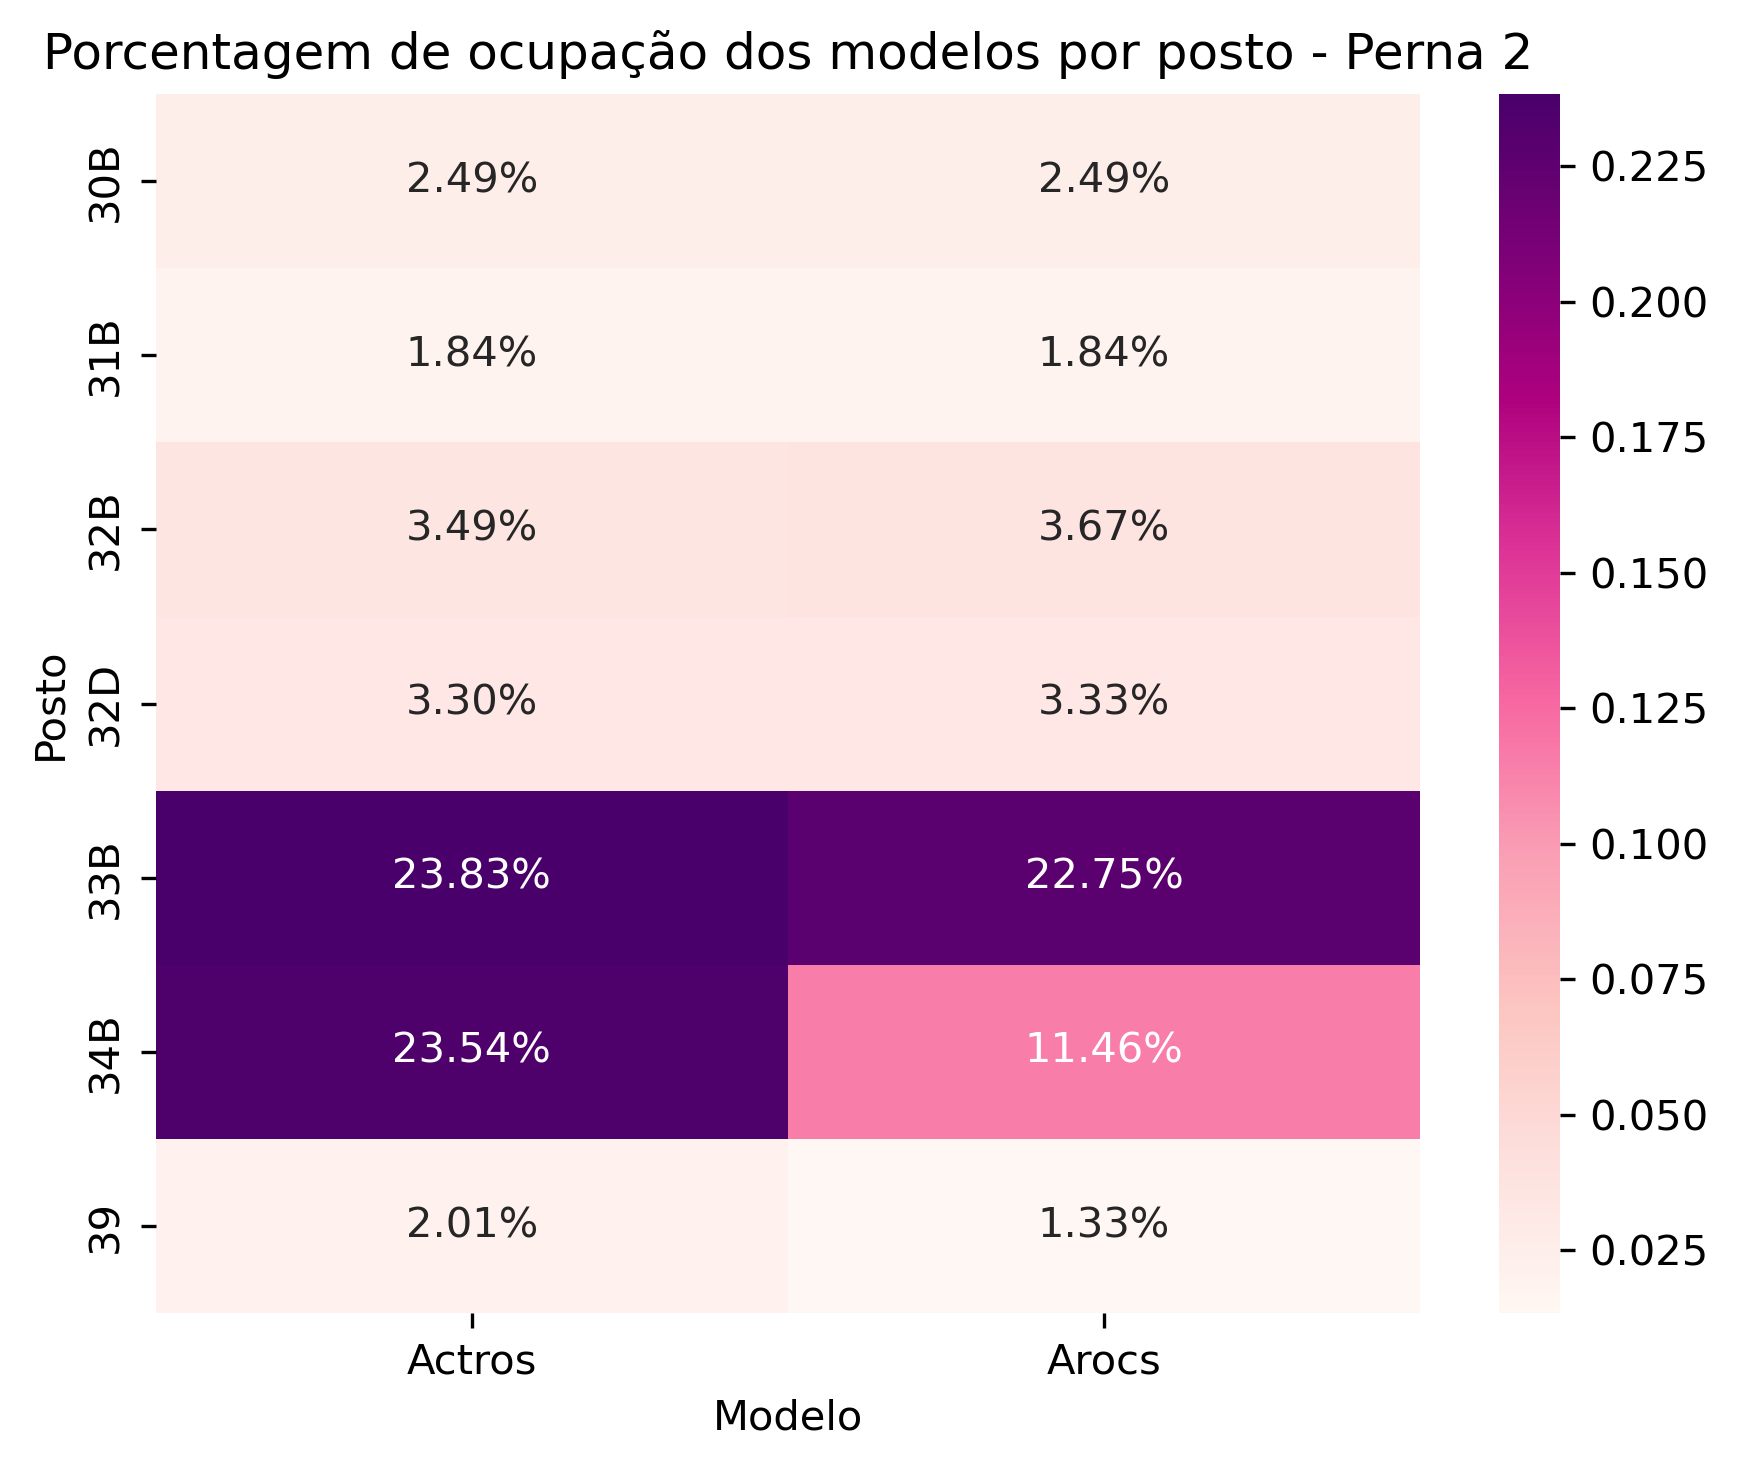 Porcentagem de ocupação dos modelos por posto - Perna 2
30B 2.49% 2.49%
31B 1.84% 1.84%
32B 3.49% 3.67%
32D 3.30% 3.33%
33B 23.83% 22.75%
34B 23.54% 11.46%
39 2.01% 1.33%
Posto
Actros Arocs
Modelo
0.225
0.200
0.175
0.150
0.125
0.100
0.075
0.050
0.025